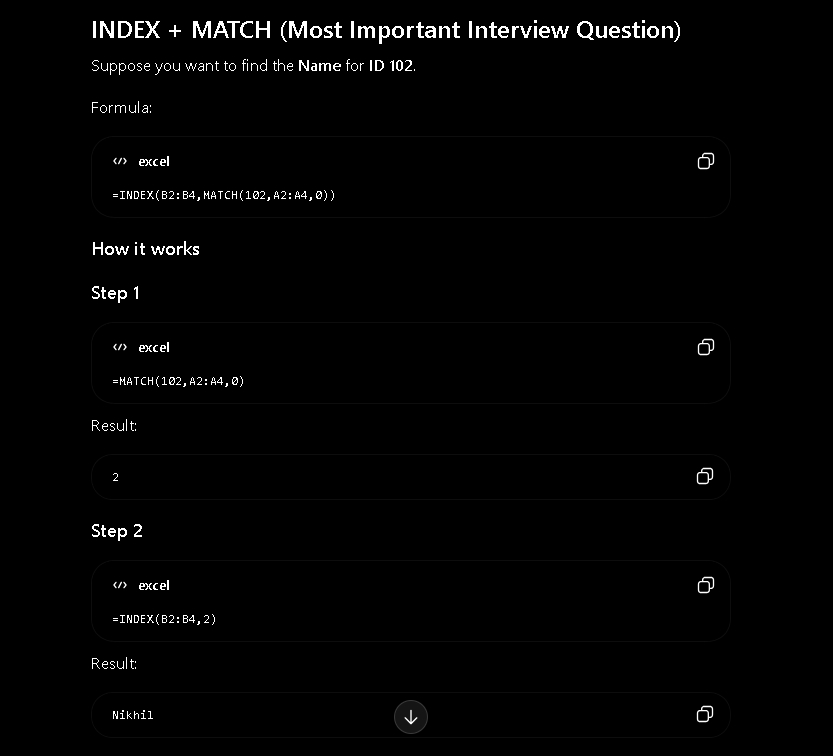 INDEX + MATCH (Most Important Interview Question)
Suppose you want to find the Name for ID 102.
Formula:
excel
=INDEX(B2:B4,MATCH(102,A2:A4,0))
How it works
Step 1
excel
=MATCH(102,A2:A4,0)
Result:
2
Step 2
excel
=INDEX(B2:B4,2)
Result:
Nikhil